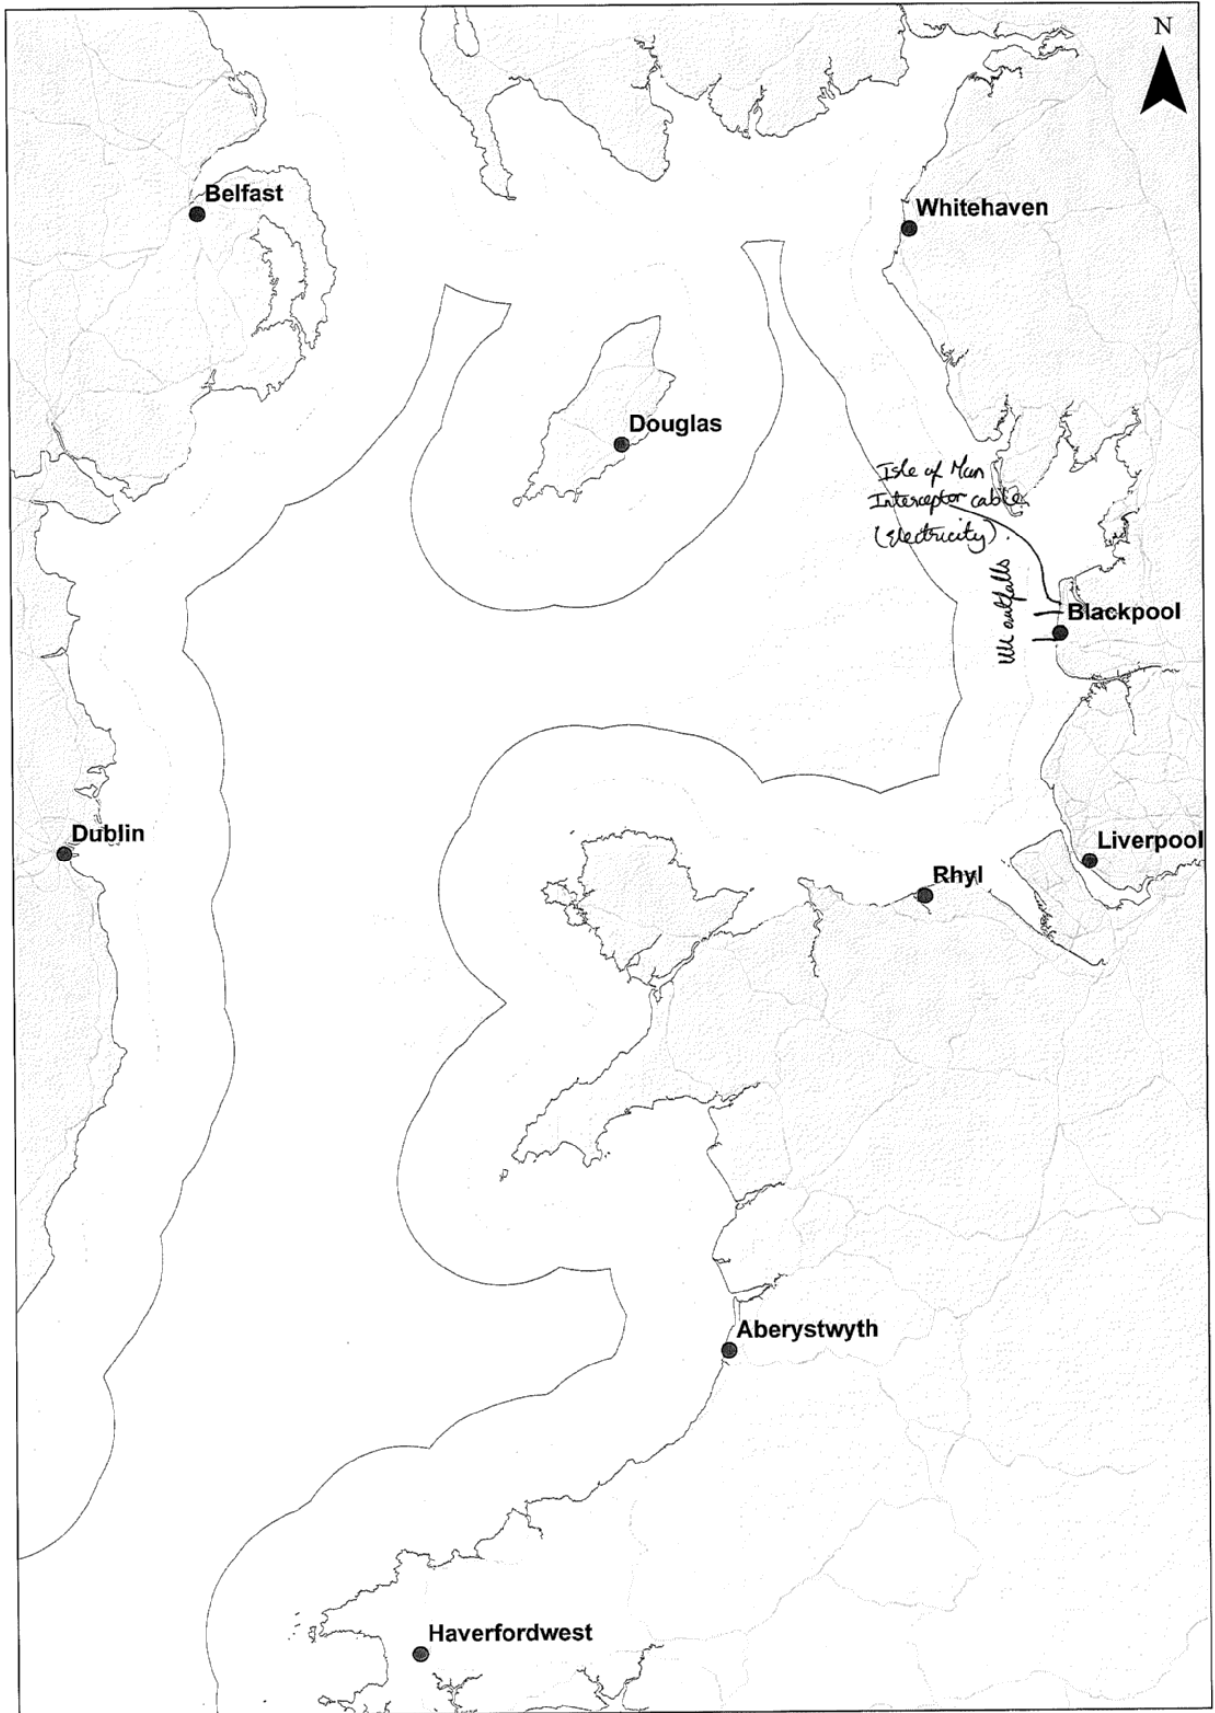 N
Belfast
Whitehaven
Douglas
Isle of Man
Interceptor cable
(electricity).
UU outfalls
Blackpool
Dublin
Liverpool
Rhyl
Aberystwyth
Haverfordwest